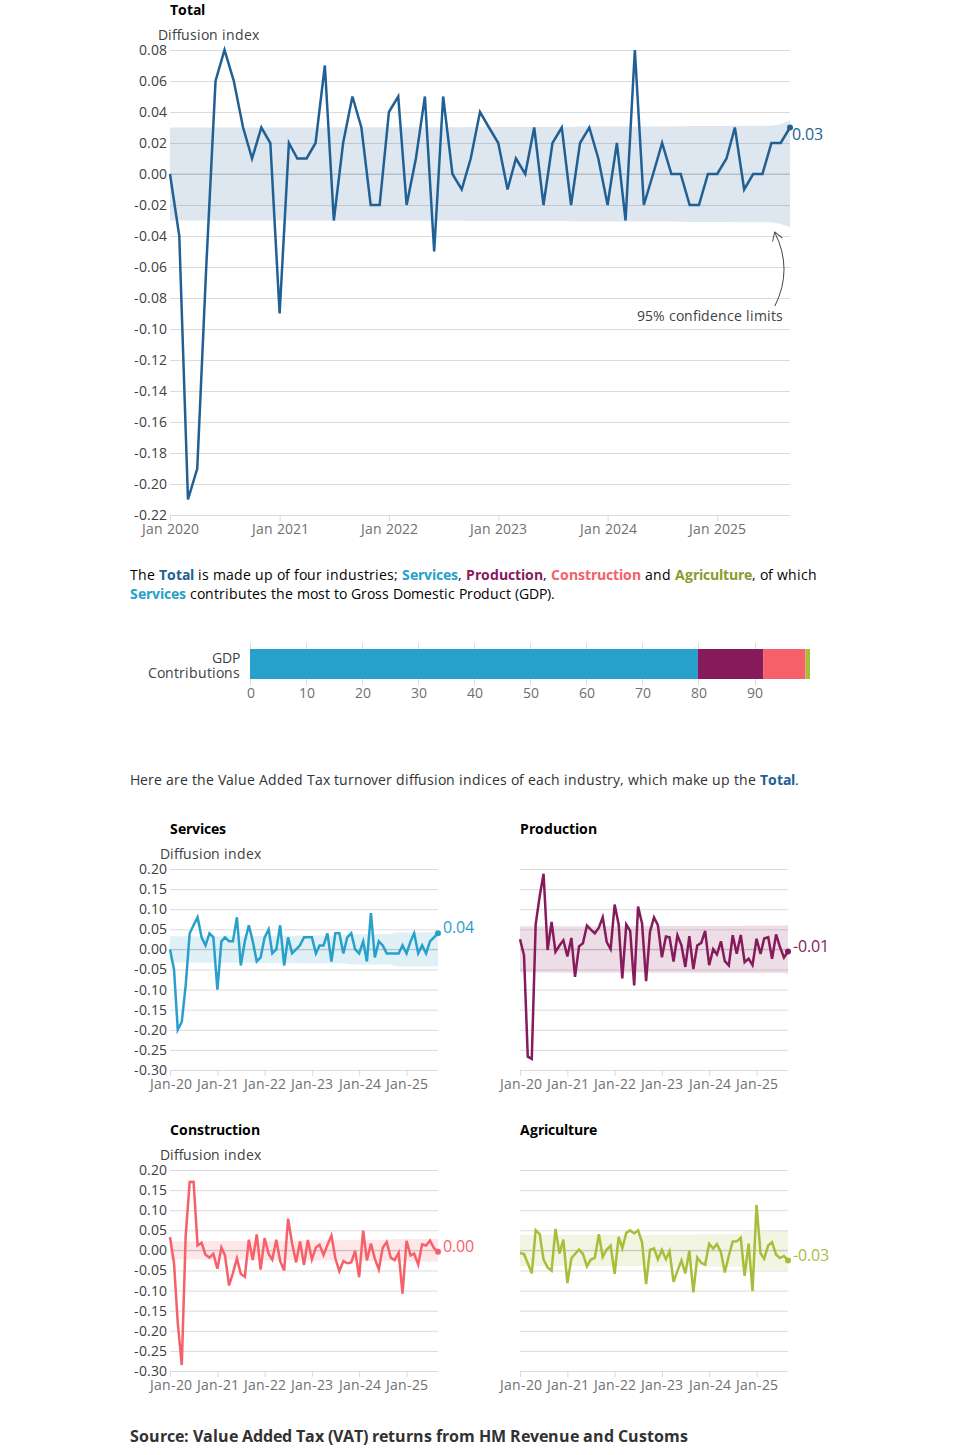 Total
Diffusion index
0.08
0.06
0.04
0.02
0.00
-0.02
-0.04
-0.06
-0.08
-0.10
-0.12
-0.14
-0.16
-0.18
-0.20
-0.22
0.03
95% confidence limits
Jan 2020 Jan 2021 Jan 2022 Jan 2023 Jan 2024 Jan 2025
The Total is made up of four industries; Services, Production, Construction and Agriculture, of which
Services contributes the most to Gross Domestic Product (GDP).
GDP
Contributions
0 10 20 30 40 50 60 70 80 90
Here are the Value Added Tax turnover diffusion indices of each industry, which make up the Total.
Services
Diffusion index
0.20
0.15
0.10
0.05
0.00
-0.05
-0.10
-0.15
-0.20
-0.25
-0.30
0.04
Jan-20 Jan-21 Jan-22 Jan-23 Jan-24 Jan-25
Production
-0.01
Jan-20 Jan-21 Jan-22 Jan-23 Jan-24 Jan-25
Construction
Diffusion index
0.20
0.15
0.10
0.05
0.00
-0.05
-0.10
-0.15
-0.20
-0.25
-0.30
0.00
Jan-20 Jan-21 Jan-22 Jan-23 Jan-24 Jan-25
Agriculture
-0.03
Jan-20 Jan-21 Jan-22 Jan-23 Jan-24 Jan-25
Source: Value Added Tax (VAT) returns from HM Revenue and Customs